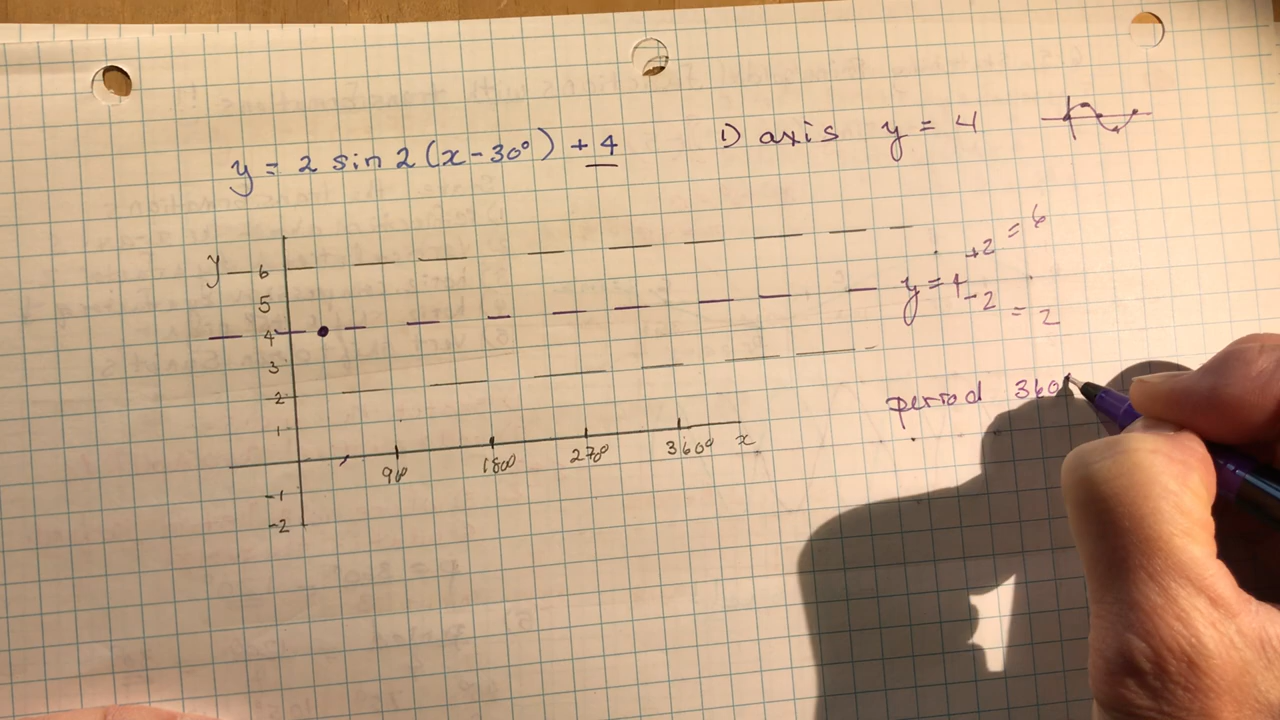 y = 2 sin 2 (x - 30°) + 4
1) axis y = 4
y
6
5
4
3
2
1
-1
-2
90°
180°
270°
360°
x
+2 = 6
y = 4
-2 = 2
period 360